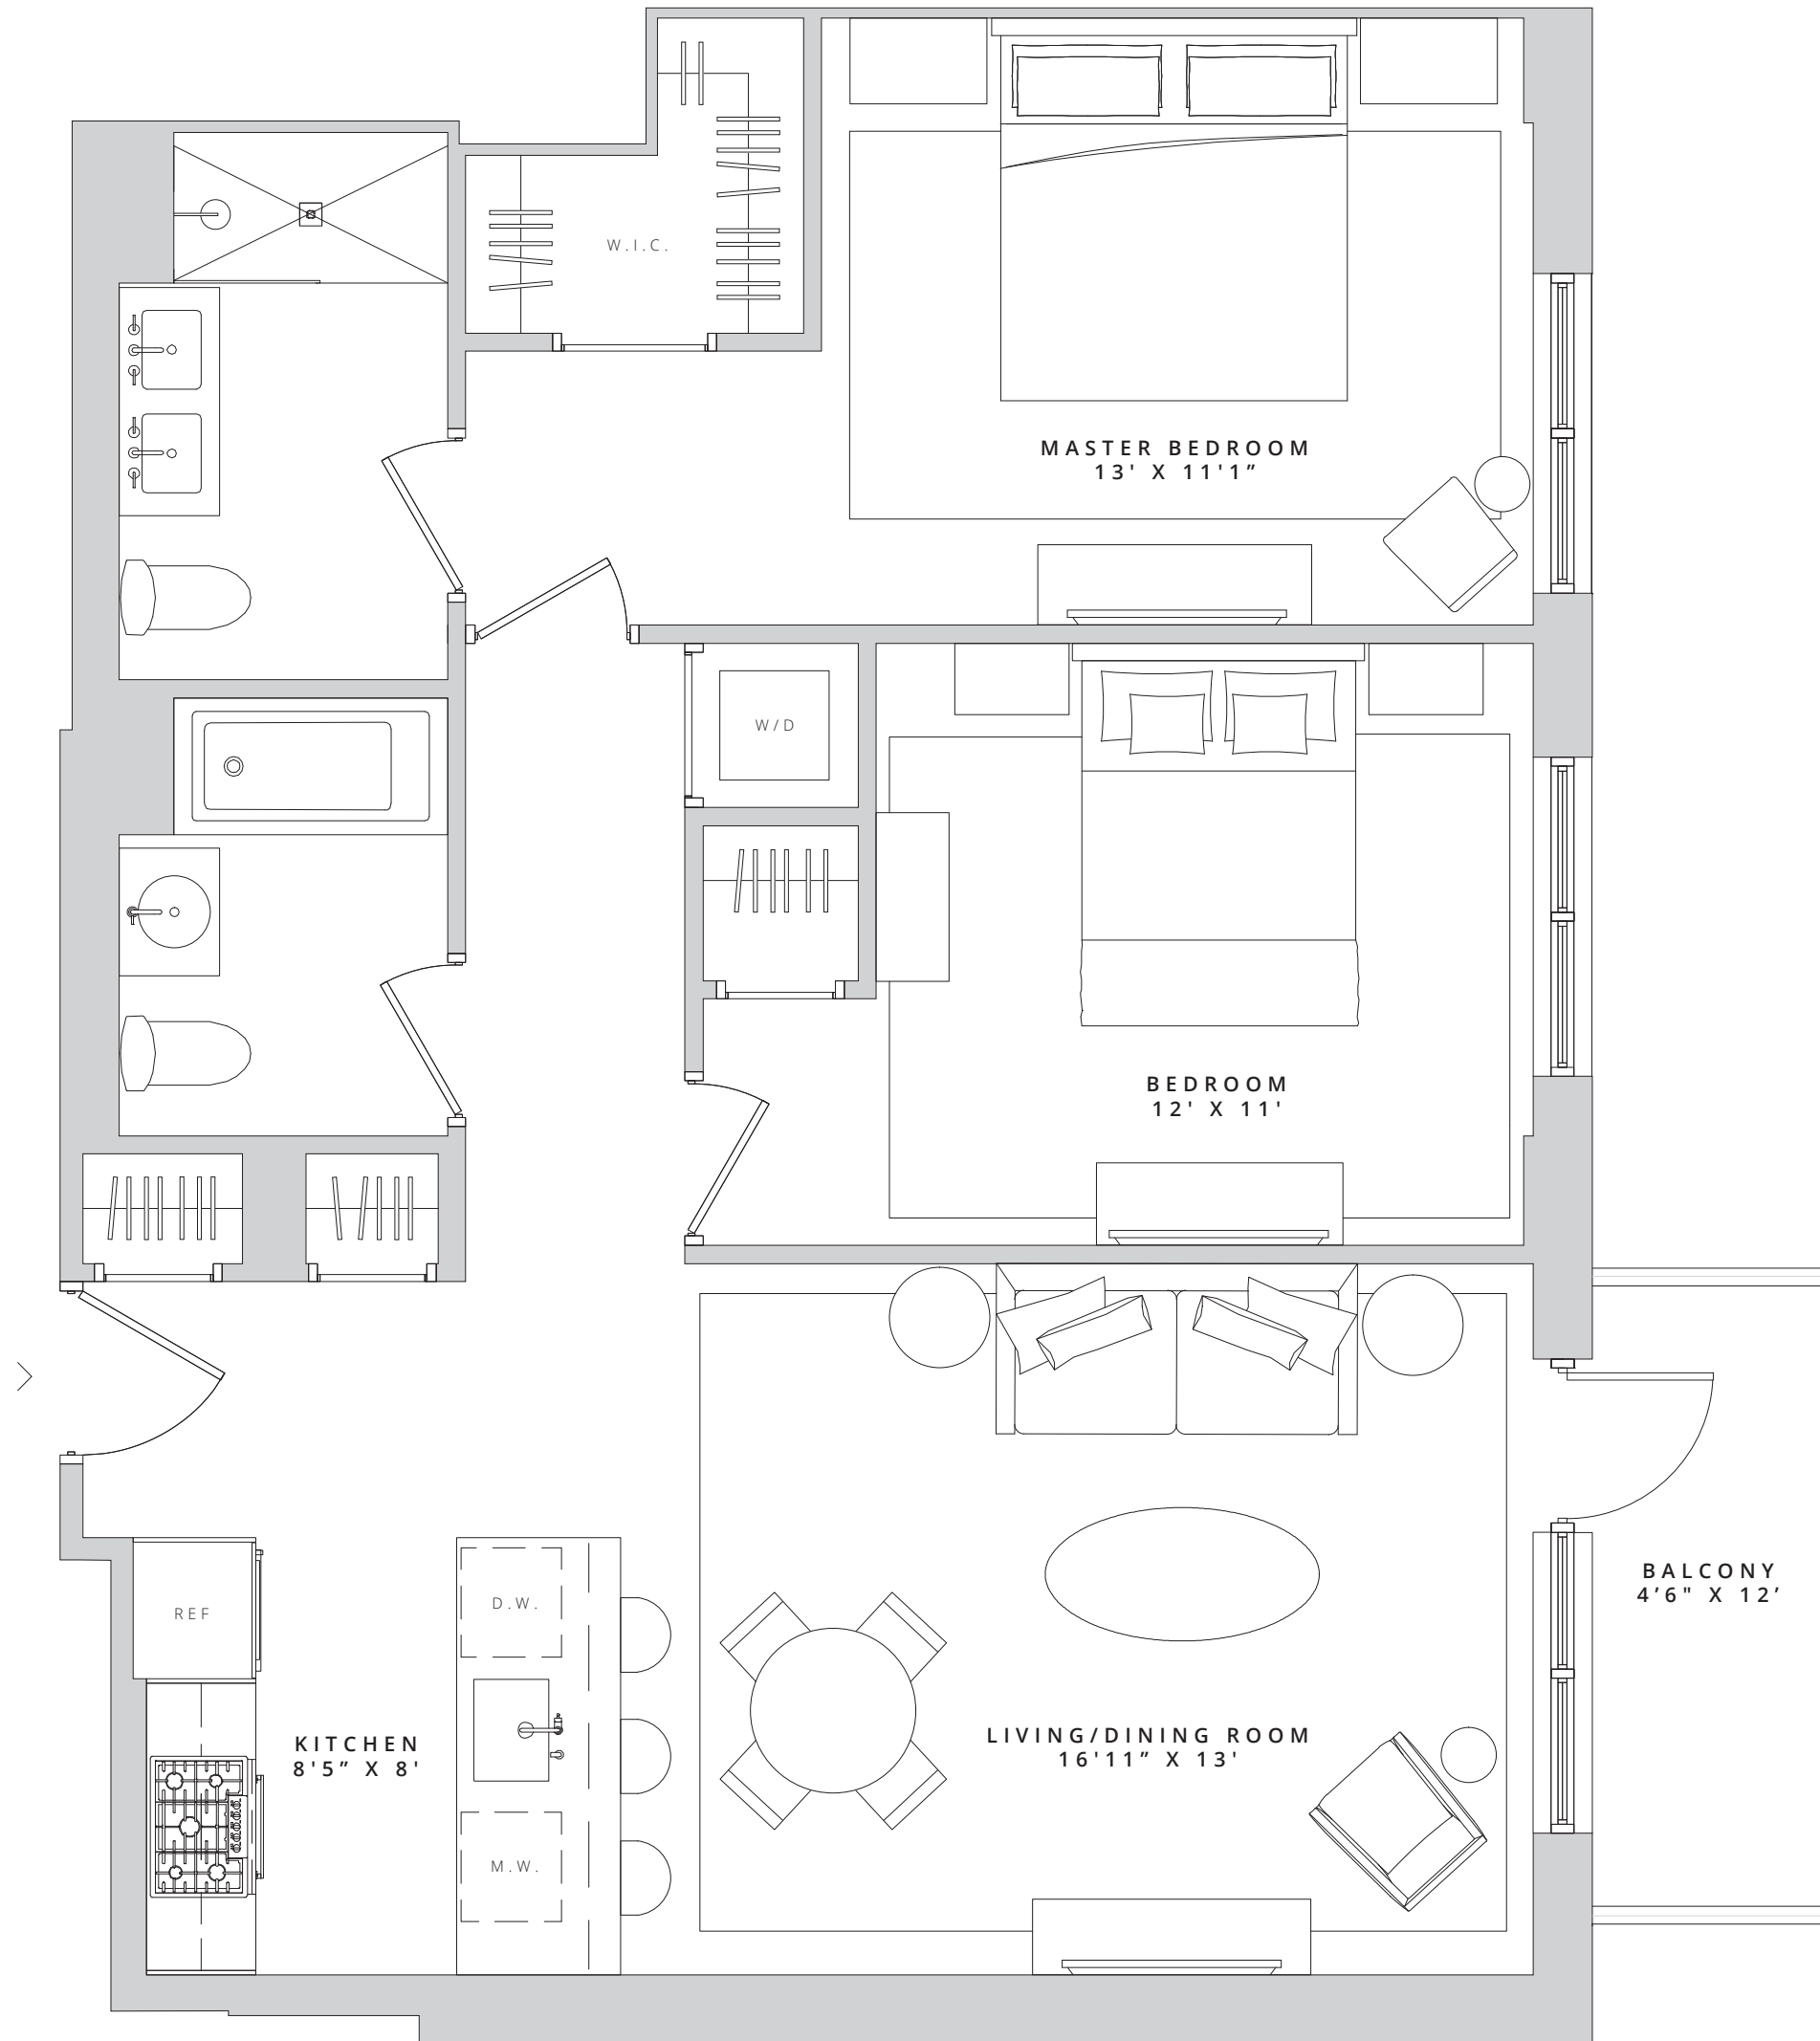 W.I.C.
MASTER BEDROOM
13' X 11'1”
W/D
BEDROOM
12' X 11'
REF
D.W.
BALCONY
4’6" X 12’
KITCHEN
8'5” X 8'
LIVING/DINING ROOM
16'11” X 13'
M.W.